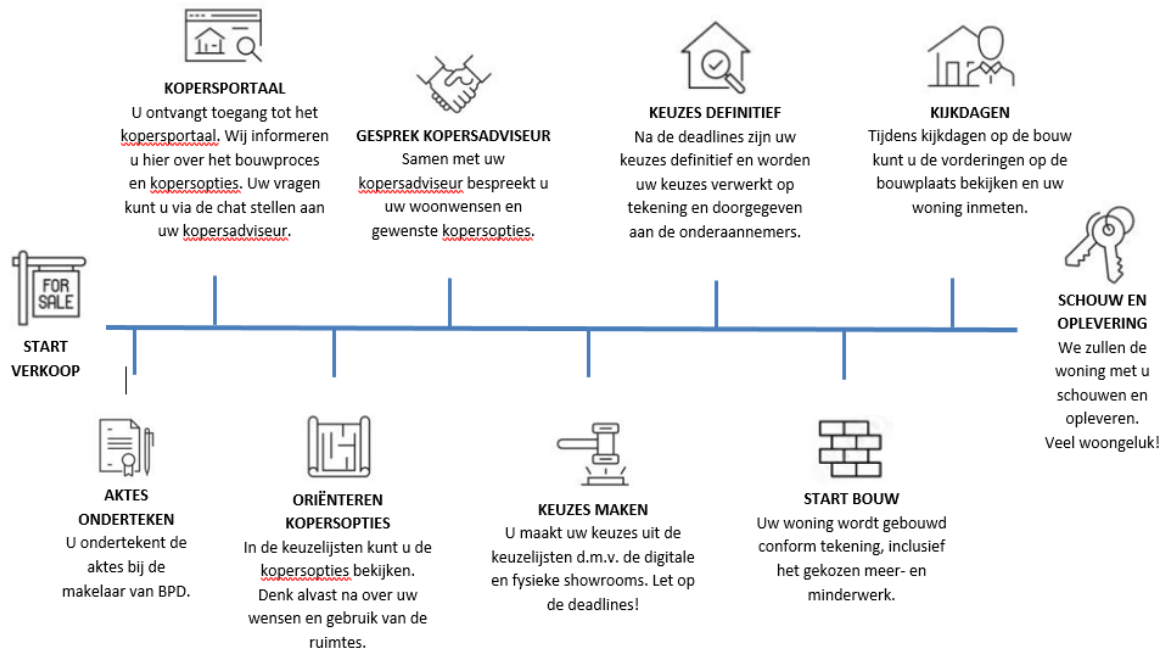 KOPERSPORTAAL
U ontvangt toegang tot het
kopersportaal. Wij informeren
u hier over het bouwproces
en kopersopties. Uw vragen
kunt u via de chat stellen aan
uw kopersadviseur.
GESPREK KOPERSADVISEUR
Samen met uw
kopersadviseur bespreekt u
uw woonwensen en
gewenste kopersopties.
KEUZES DEFINITIEF
Na de deadlines zijn uw
keuzes definitief en worden
uw keuzes verwerkt op
tekening en doorgegeven
aan de onderaannemers.
KIJKDAGEN
Tijdens kijkdagen op de bouw
kunt u de vorderingen op de
bouwplaats bekijken en uw
woning inmeten.
FOR
SALE
START
VERKOOP
SCHOUW EN
OPLEVERING
We zullen de
woning met u
schouwen en
opleveren.
Veel woongeluk!
AKTES
ONDERTEKEN
U ondertekent de
aktes bij de
makelaar van BPD.
ORIËNTEREN
KOPERSOPTIES
In de keuzelijsten kunt u de
kopersopties bekijken.
Denk alvast na over uw
wensen en gebruik van de
ruimtes.
KEUZES MAKEN
U maakt uw keuzes uit de
keuzelijsten d.m.v. de digitale
en fysieke showrooms. Let op
de deadlines!
START BOUW
Uw woning wordt gebouwd
conform tekening, inclusief
het gekozen meer- en
minderwerk.